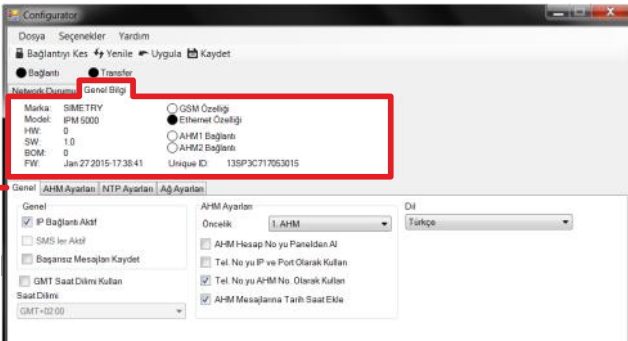 Configurator
Dosya Seçenekler Yardım
Bağlantıyı Kes Yenile Uygula Kaydet
Bağlantı Transfer
Network Durumu Genel Bilgi
Marka: SIMETRY GSM Özelliği
Model: IPM 5000 Ethernet Özelliği
HW: 0
SW: 1.0 AHM1 Bağlantı
BOM: 0 AHM2 Bağlantı
FW: Jan 27 2015-17:38:41 Unique ID: 13SP3C717053015
Genel AHM Ayarları NTP Ayarları Ağ Ayarları
Genel AHM Ayarları Dil
IP Bağlantı Aktif Öncelik 1. AHM Türkçe
SMS ler Aktif AHM Hesap No yu Panelden Al
Başarısız Mesajları Kaydet Tel. No yu IP ve Port Olarak Kullan
GMT Saat Dilimi Kullan Tel. No yu AHM No. Olarak Kullan
Saat Dilimi AHM Mesajlarına Tarih Saat Ekle
GMT+02:00